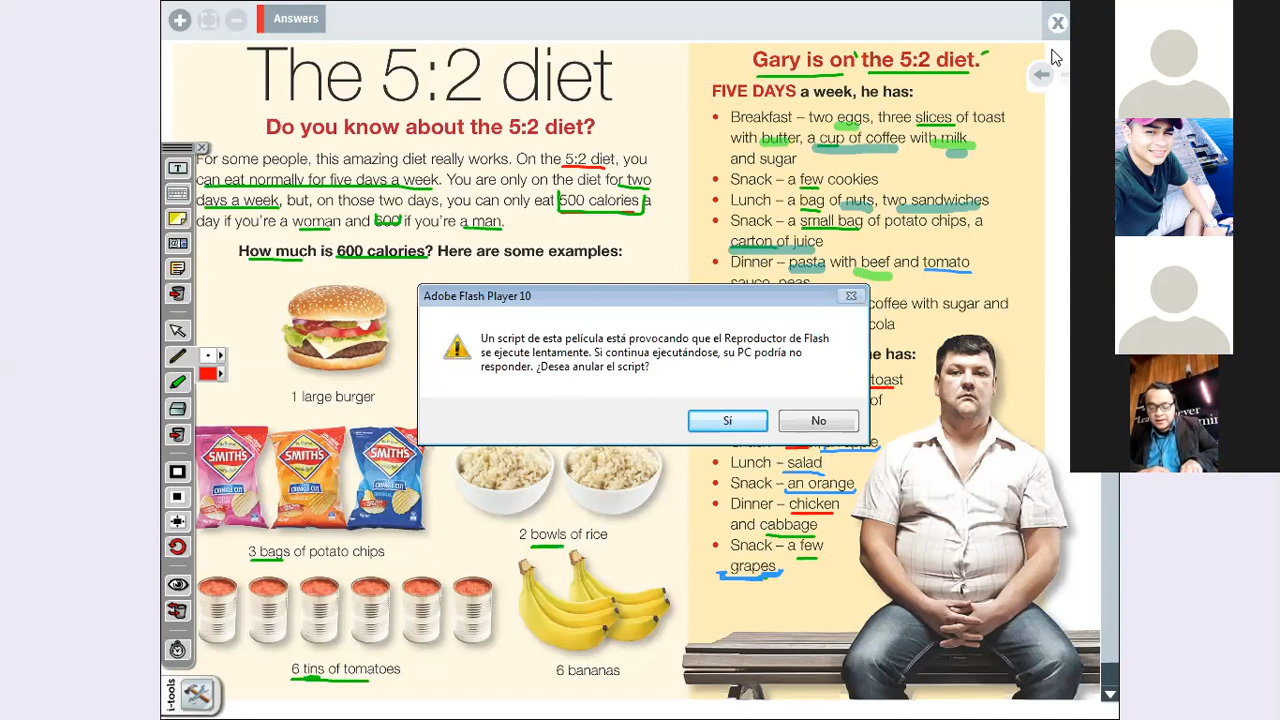 Answers
The 5:2 diet
Do you know about the 5:2 diet?
For some people, this amazing diet really works. On the 5:2 diet, you
can eat normally for five days a week. You are only on the diet for two
days a week, but, on those two days, you can only eat 500 calories a
day if you're a woman and 600 if you're a man.
How much is 600 calories? Here are some examples:
1 large burger
SMITHS
CRINKLE CUT
SMITHS
CRINKLE CUT
SMITHS
CRINKLE CUT
3 bags of potato chips
2 bowls of rice
6 tins of tomatoes
6 bananas
i-tools
Gary is on the 5:2 diet.
FIVE DAYS a week, he has:
• Breakfast – two eggs, three slices of toast
with butter, a cup of coffee with milk
and sugar
• Snack – a few cookies
• Lunch – a bag of nuts, two sandwiches
• Snack – a small bag of potato chips, a
carton of juice
• Dinner – pasta with beef and tomato
sauce, peas
coffee with sugar and
he has:
toast
of
• Lunch – salad
• Snack – an orange
• Dinner – chicken
and cabbage
• Snack – a few
grapes
Adobe Flash Player 10
Un script de esta película está provocando que el Reproductor de Flash
se ejecute lentamente. Si continua ejecutándose, su PC podría no
responder. ¿Desea anular el script?
Sí
No